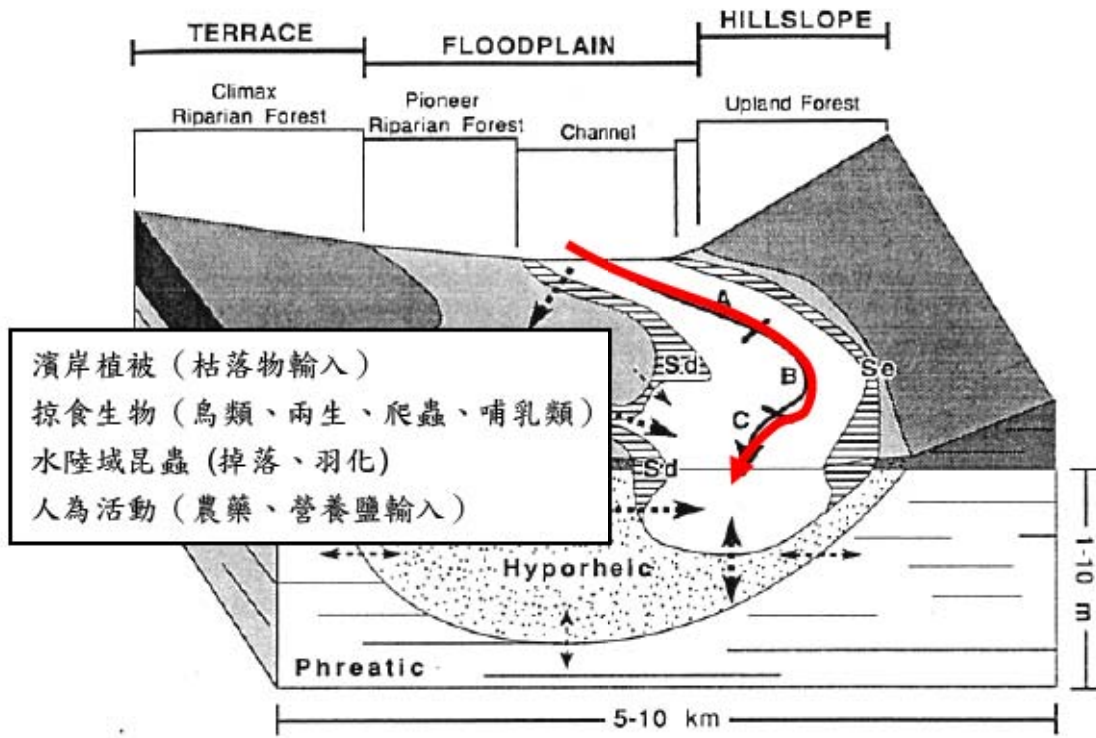 TERRACE
FLOODPLAIN
HILLSLOPE
Climax
Riparian Forest
Pioneer
Riparian Forest
Channel
Upland Forest
A
B
C
Sd
Se
Sd
濱岸植被（枯落物輸入）
掠食生物（鳥類、兩生、爬蟲、哺乳類）
水陸域昆蟲 (掉落、羽化)
人為活動（農藥、營養鹽輸入）
Hyporheic
Phreatic
1-10 m
5-10 km